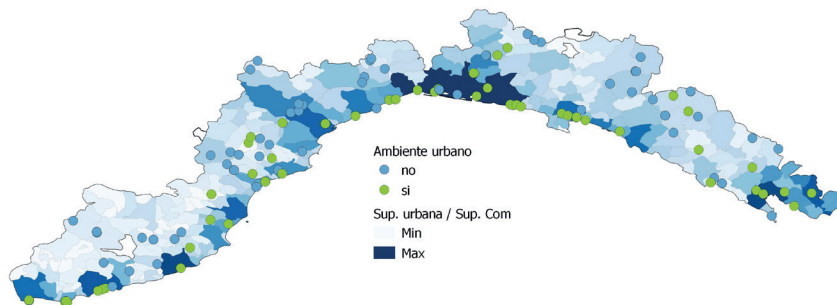 Ambiente urbano
no
si
Sup. urbana / Sup. Com
Min
Max